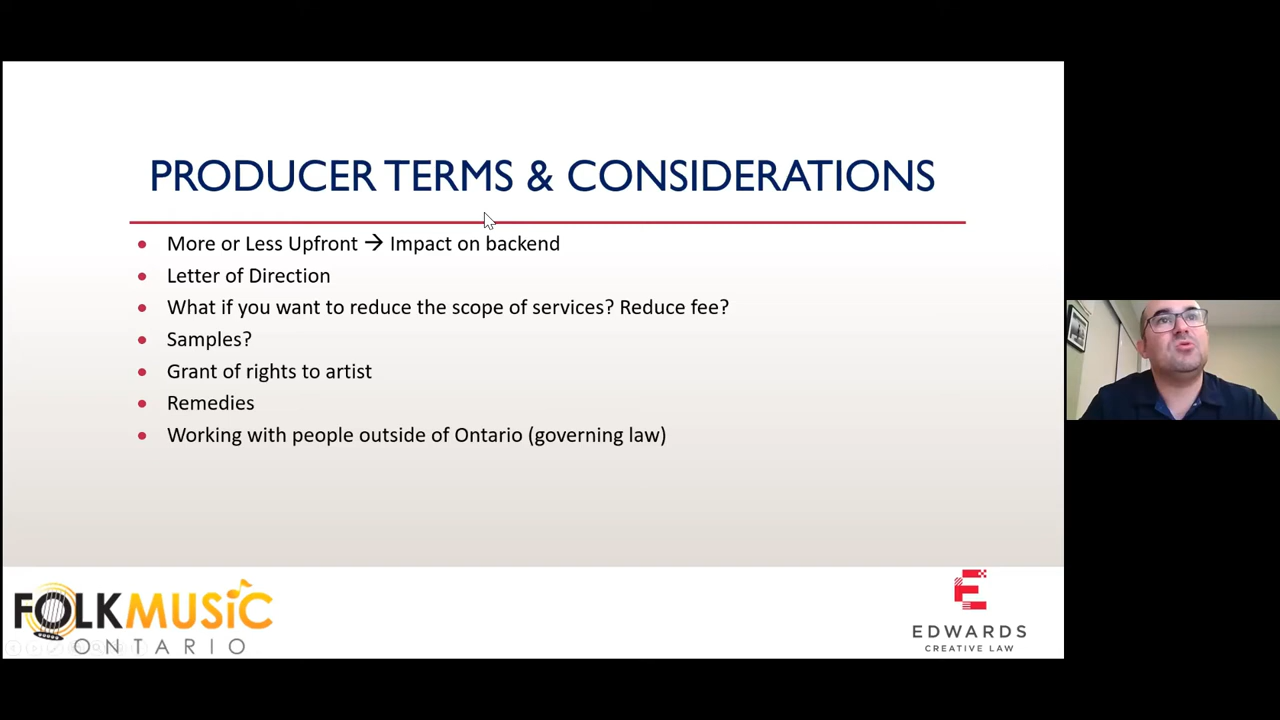 PRODUCER TERMS & CONSIDERATIONS
• More or Less Upfront → Impact on backend
• Letter of Direction
• What if you want to reduce the scope of services? Reduce fee?
• Samples?
• Grant of rights to artist
• Remedies
• Working with people outside of Ontario (governing law)
FOLKMUSIC
ONTARIO
E
EDWARDS
CREATIVE LAW